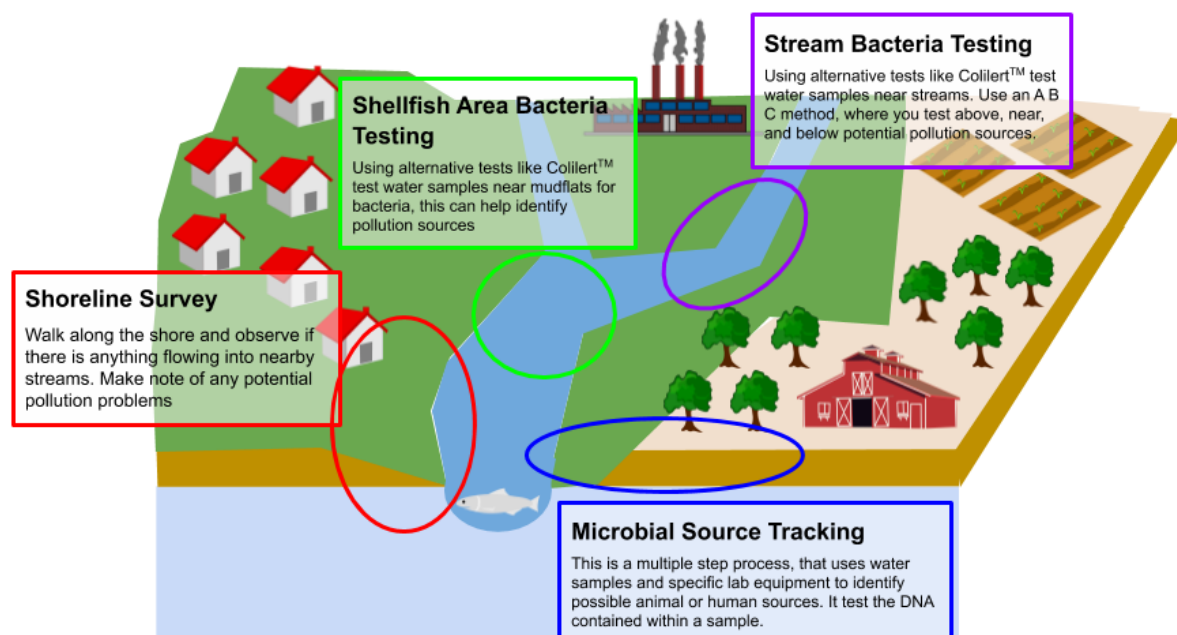 Stream Bacteria Testing
Using alternative tests like Colilert™ test
water samples near streams. Use an A B
C method, where you test above, near,
and below potential pollution sources.
Shellfish Area Bacteria
Testing
Using alternative tests like Colilert™
test water samples near mudflats for
bacteria, this can help identify
pollution sources
Shoreline Survey
Walk along the shore and observe if
there is anything flowing into nearby
streams. Make note of any potential
pollution problems
Microbial Source Tracking
This is a multiple step process, that uses water
samples and specific lab equipment to identify
possible animal or human sources. It test the DNA
contained within a sample.